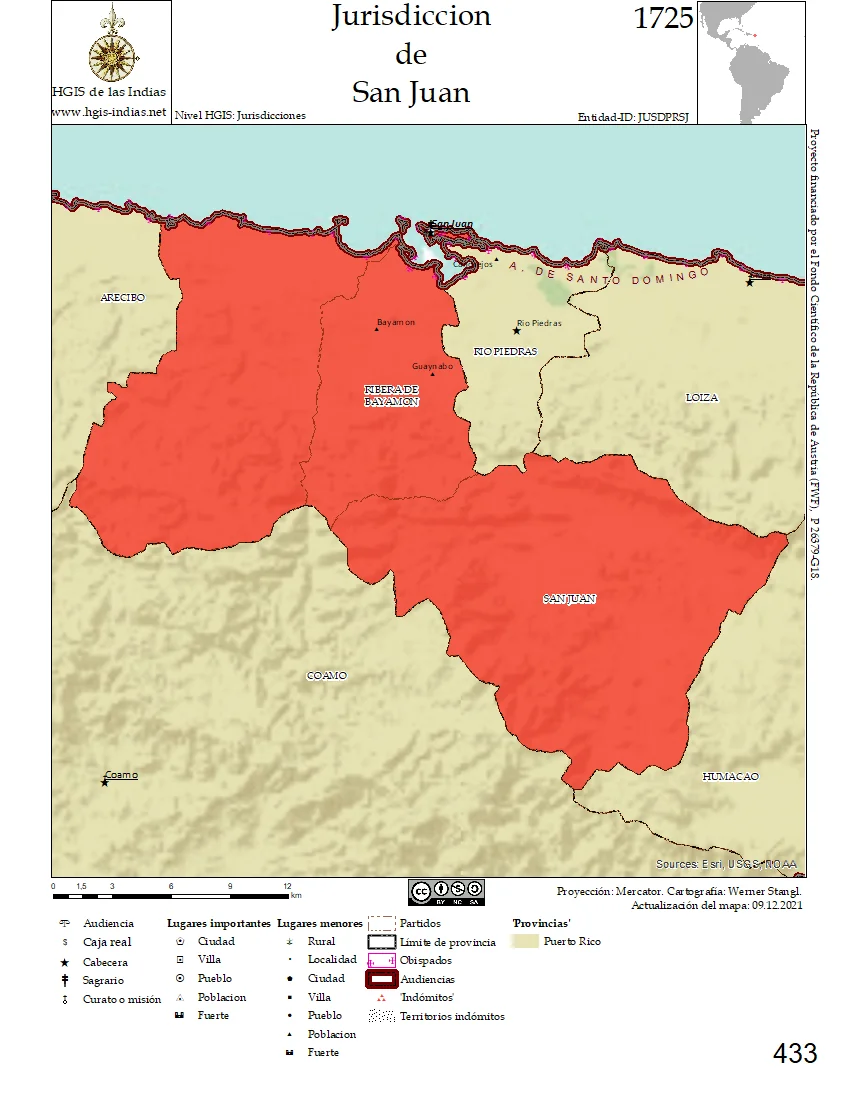 Jurisdiccion
de
San Juan
1725
HGIS de las Indias
www.hgis-indias.net
Nivel HGIS: Jurisdicciones
Entidad-ID: JUSDPRSJ
Proyecto financiado por el Fondo Científico de la República de Austria (FWF), P 26379-G18.
San Juan
A. DE SANTO DOMINGO
ARECIBO
Bayamon
Rio Piedras
RIO PIEDRAS
Guaynabo
RIBERA DE
BAYAMON
LOIZA
SAN JUAN
COAMO
Coamo
HUMACAO
Sources: Esri, USGS, NOAA
0 1,5 3 6 9 12
km
CC BY NC SA
Proyección: Mercator. Cartografía: Werner Stangl.
Actualización del mapa: 09.12.2021
Audiencia
Caja real
Cabecera
Sagrario
Curato o misión
Lugares importantes
Ciudad
Villa
Pueblo
Poblacion
Fuerte
Lugares menores
Rural
Localidad
Ciudad
Villa
Pueblo
Poblacion
Fuerte
Partidos
Límite de provincia
Obispados
Audiencias
'Indómitos'
Territorios indómitos
'Provincias'
Puerto Rico
433